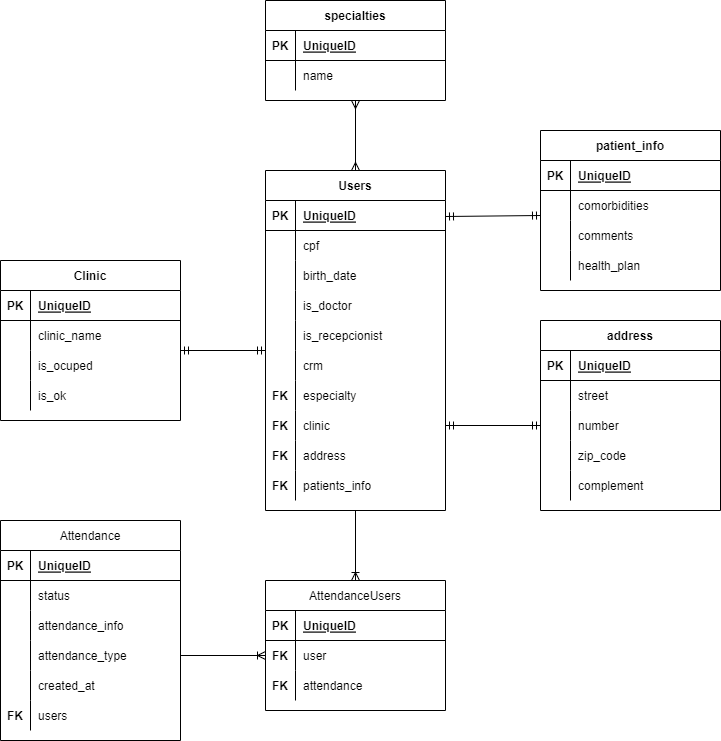 specialties
PK UniqueID
name
Users
PK UniqueID
cpf
birth_date
is_doctor
is_recepcionist
crm
FK especialty
FK clinic
FK address
FK patients_info
patient_info
PK UniqueID
comorbidities
comments
health_plan
Clinic
PK UniqueID
clinic_name
is_ocuped
is_ok
address
PK UniqueID
street
number
zip_code
complement
Attendance
PK UniqueID
status
attendance_info
attendance_type
created_at
FK users
AttendanceUsers
PK UniqueID
FK user
FK attendance